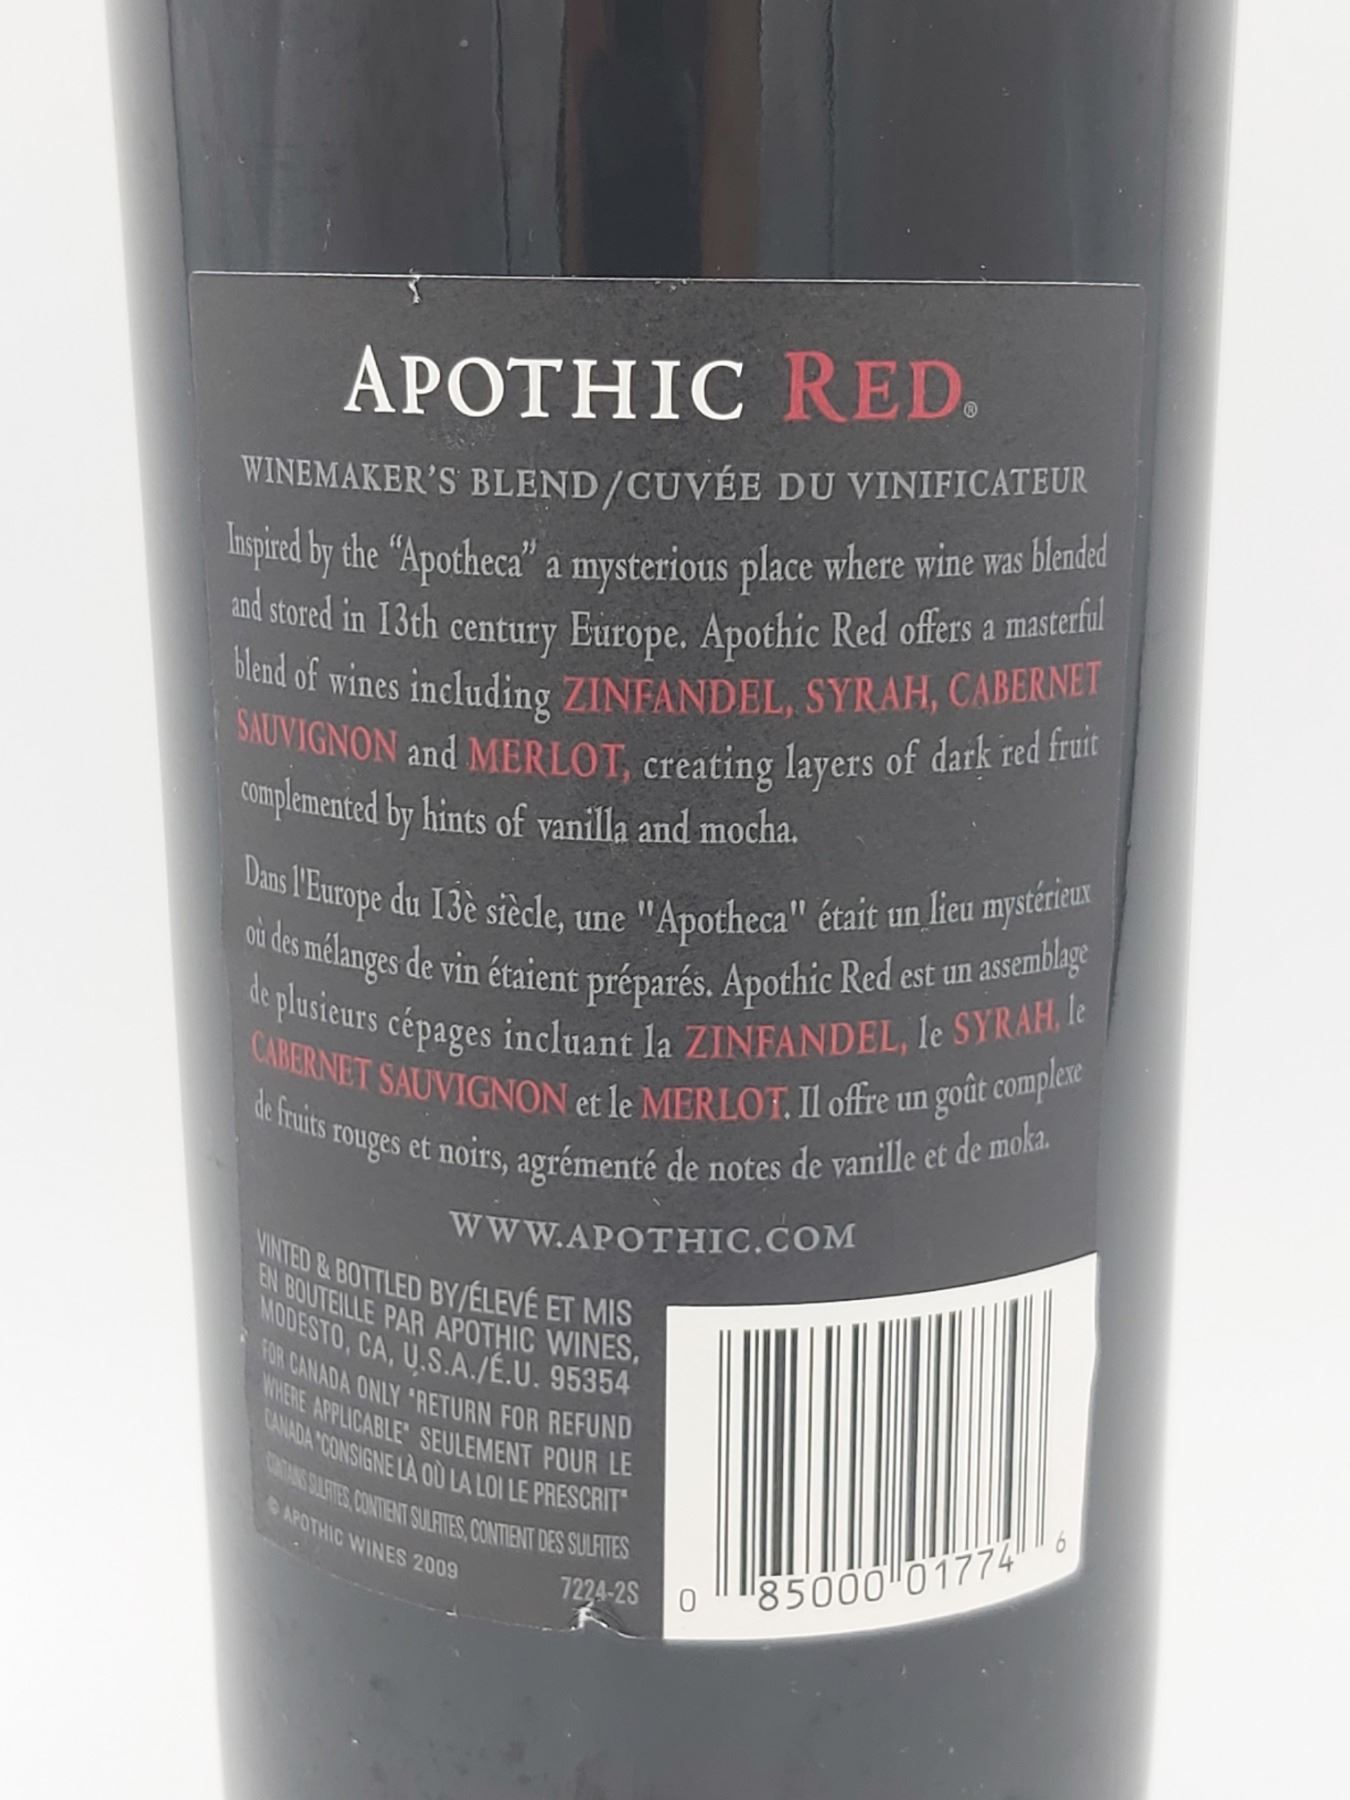 APOTHIC RED®
WINEMAKER'S BLEND/CUVÉE DU VINIFICATEUR
Inspired by the “Apotheca” a mysterious place where wine was blended
and stored in 13th century Europe. Apothic Red offers a masterful
blend of wines including ZINFANDEL, SYRAH, CABERNET
SAUVIGNON and MERLOT, creating layers of dark red fruit
complemented by hints of vanilla and mocha.
Dans l'Europe du 13è siècle, une "Apotheca" était un lieu mystérieux
où des mélanges de vin étaient préparés. Apothic Red est un assemblage
de plusieurs cépages incluant la ZINFANDEL, le SYRAH, le
CABERNET SAUVIGNON et le MERLOT. Il offre un goût complexe
de fruits rouges et noirs, agrémenté de notes de vanille et de moka.
WWW.APOTHIC.COM
VINTED & BOTTLED BY/ÉLEVÉ ET MIS
EN BOUTEILLE PAR APOTHIC WINES,
MODESTO, CA, U.S.A./É.U. 95354
FOR CANADA ONLY "RETURN FOR REFUND
WHERE APPLICABLE" SEULEMENT POUR LE
CANADA "CONSIGNE LÀ OÙ LA LOI LE PRESCRIT"
CONTAINS SULFITES, CONTIENT SULFITES, CONTIENT DES SULFITES
© APOTHIC WINES 2009
7224-2S
0 85000 01774 6